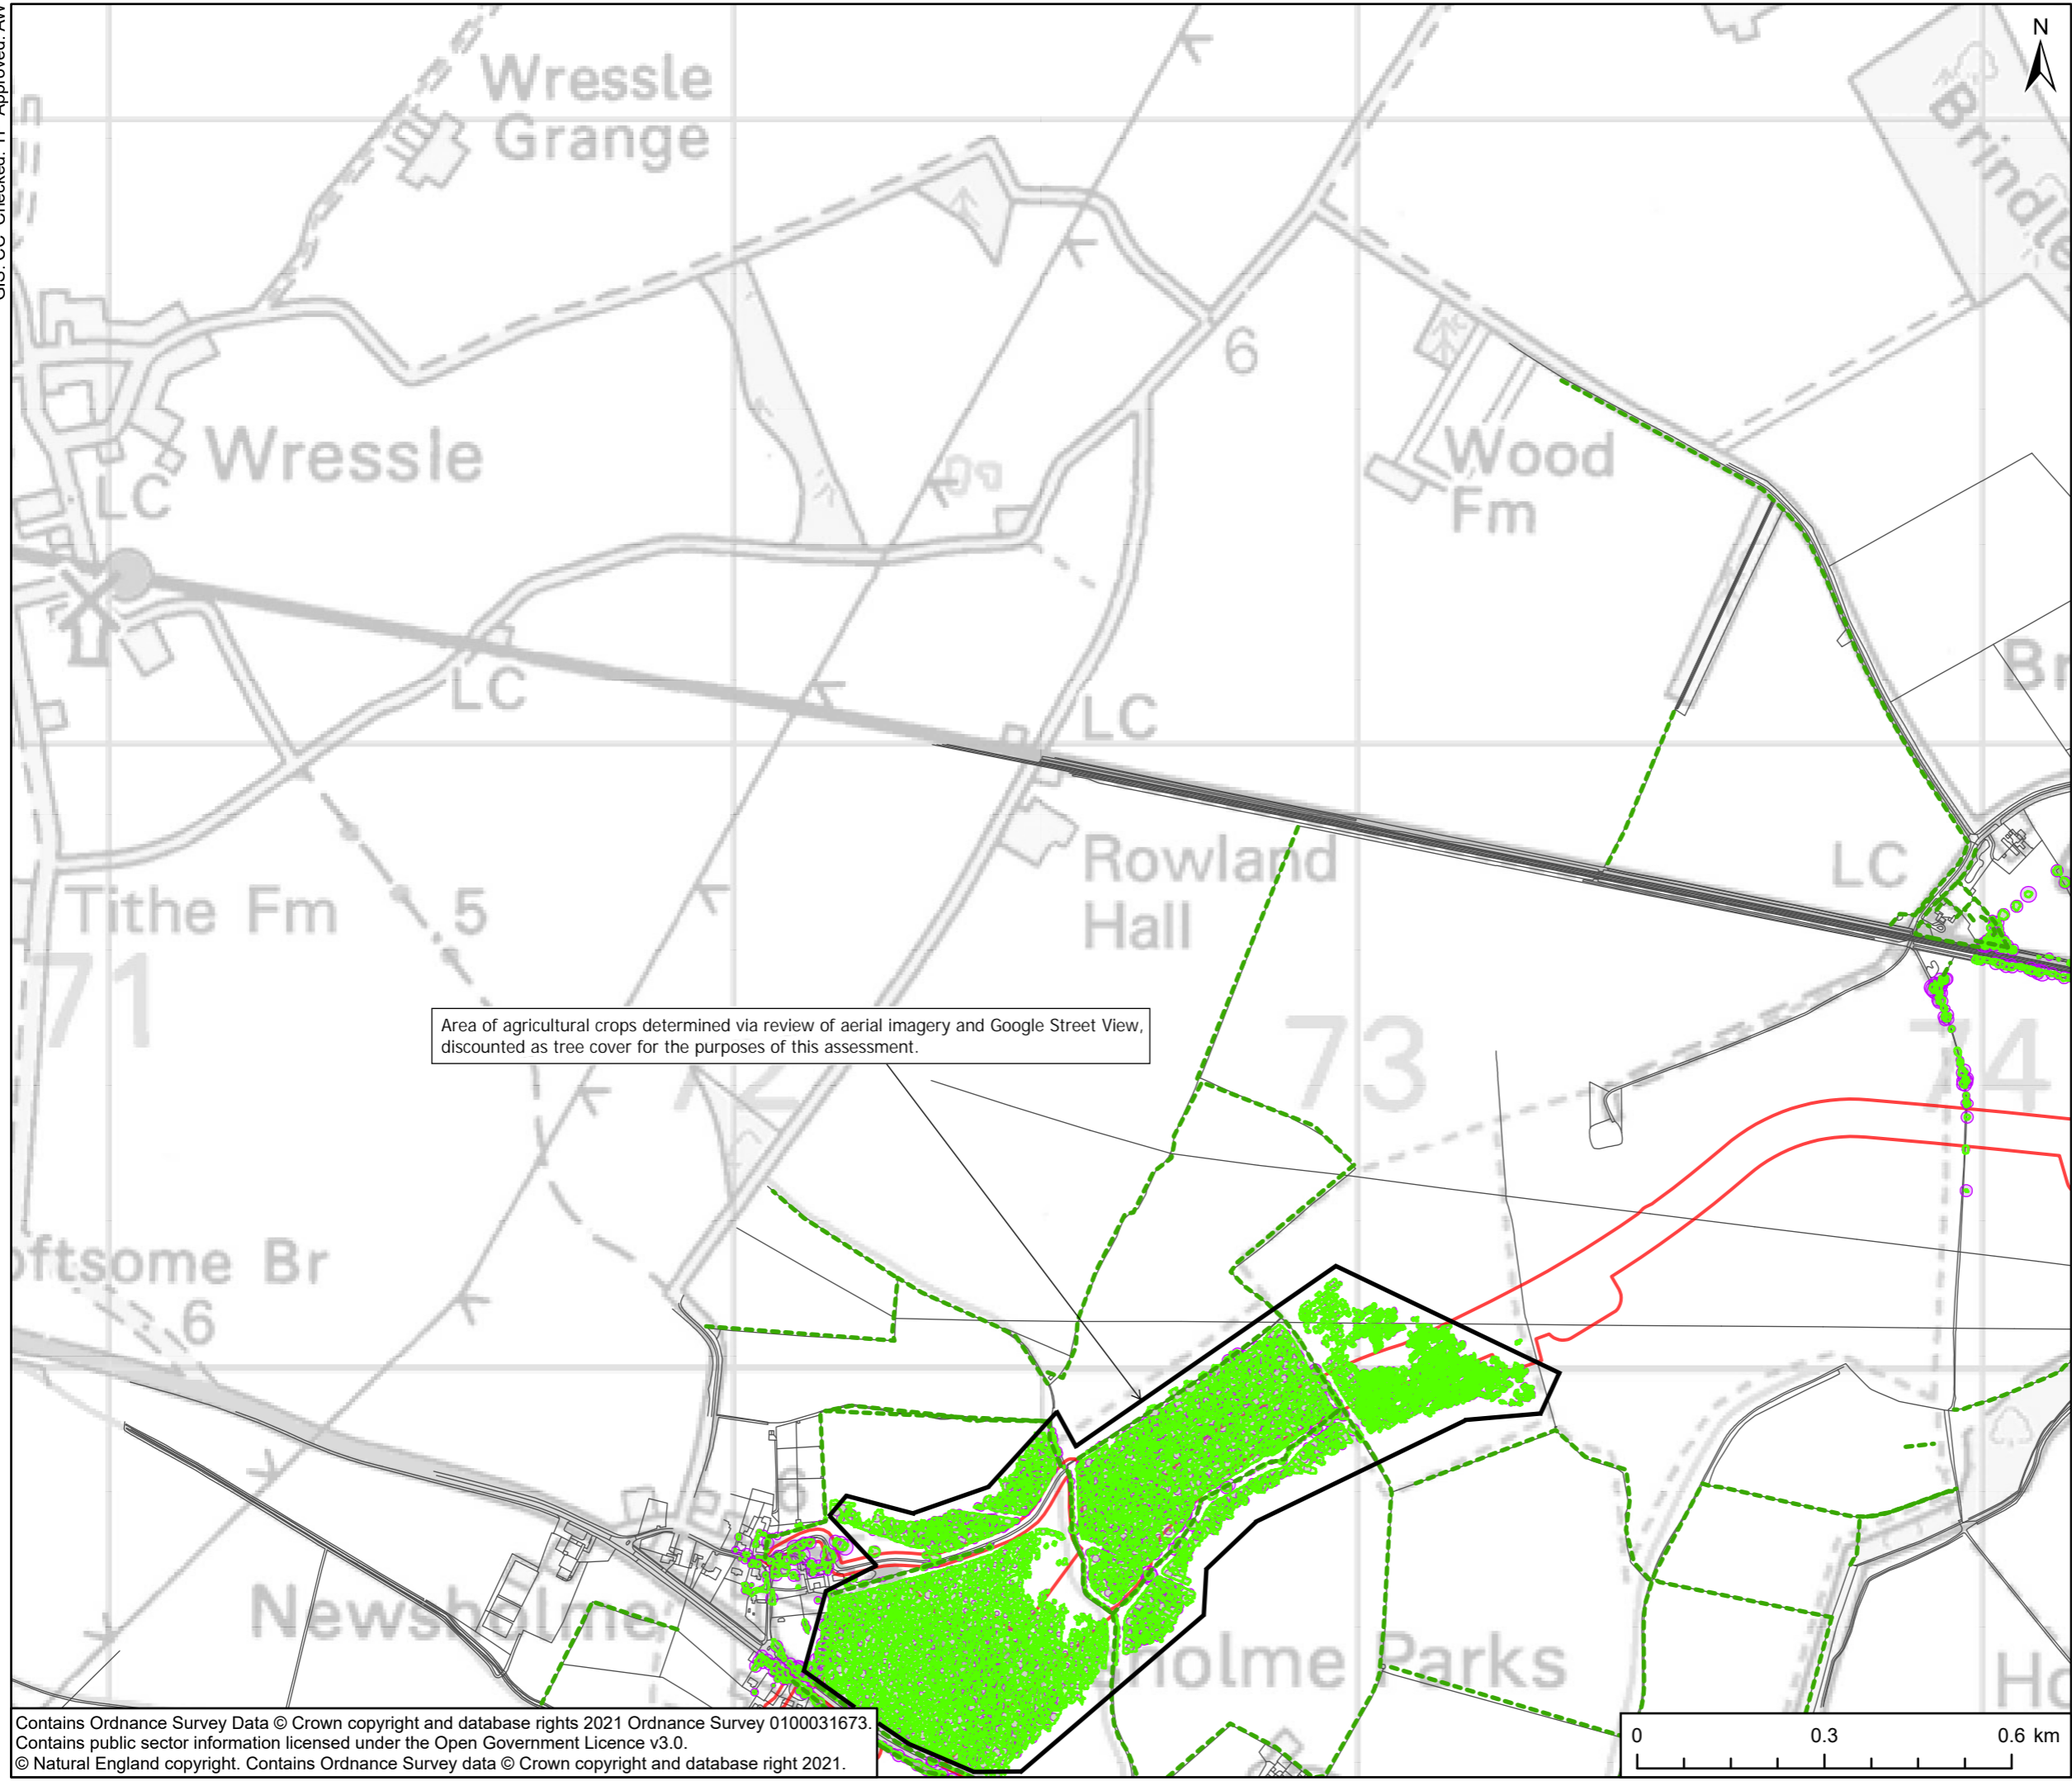 N
Wressle
Grange
Brindle
6
Wressle
LC
Wood
Fm
LC
LC
Rowland
Hall
LC
Tithe Fm
5
71
Area of agricultural crops determined via review of aerial imagery and Google Street View,
discounted as tree cover for the purposes of this assessment.
72
73
74
oftsome Br
6
6
Newsholme
holme Parks
Contains Ordnance Survey Data © Crown copyright and database rights 2021 Ordnance Survey 0100031673.
Contains public sector information licensed under the Open Government Licence v3.0.
© Natural England copyright. Contains Ordnance Survey data © Crown copyright and database right 2021.
0 0.3 0.6 km